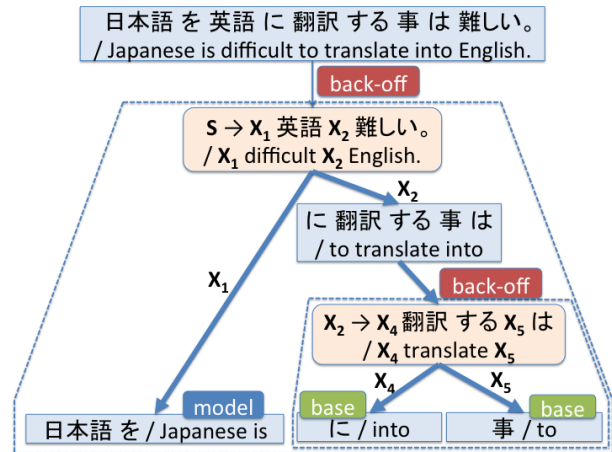 日本語 を 英語 に 翻訳 する 事 は 難しい。
/ Japanese is difficult to translate into English.
back-off
S → X1 英語 X2 難しい。
/ X1 difficult X2 English.
X2
に 翻訳 する 事 は
/ to translate into
X1
back-off
X2 → X4 翻訳 する X5 は
/ X4 translate X5
X4
X5
model
base
base
日本語 を / Japanese is
に / into
事 / to